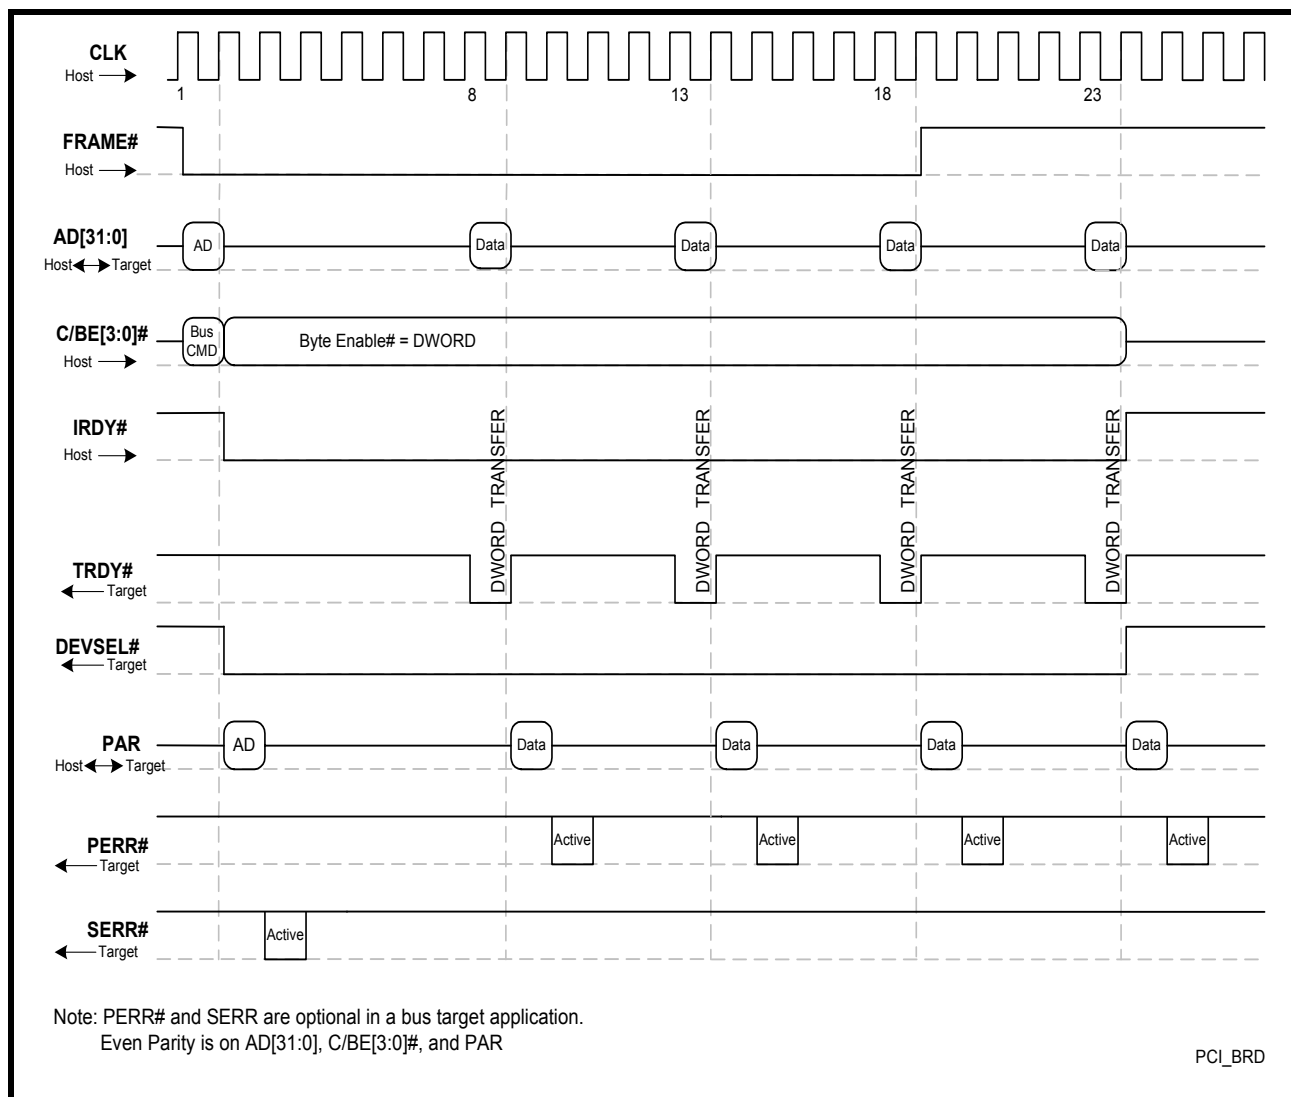 CLK
Host
1 8 13 18 23
FRAME#
Host
AD[31:0]
AD Data Data Data Data
Host Target
C/BE[3:0]#
Bus
CMD
Byte Enable# = DWORD
Host
IRDY#
Host
DWORD TRANSFER
DWORD TRANSFER
DWORD TRANSFER
DWORD TRANSFER
TRDY#
Target
DEVSEL#
Target
PAR
AD Data Data Data Data
Host Target
PERR#
Active Active Active Active
Target
SERR#
Active
Target
Note: PERR# and SERR are optional in a bus target application.
Even Parity is on AD[31:0], C/BE[3:0]#, and PAR
PCI_BRD